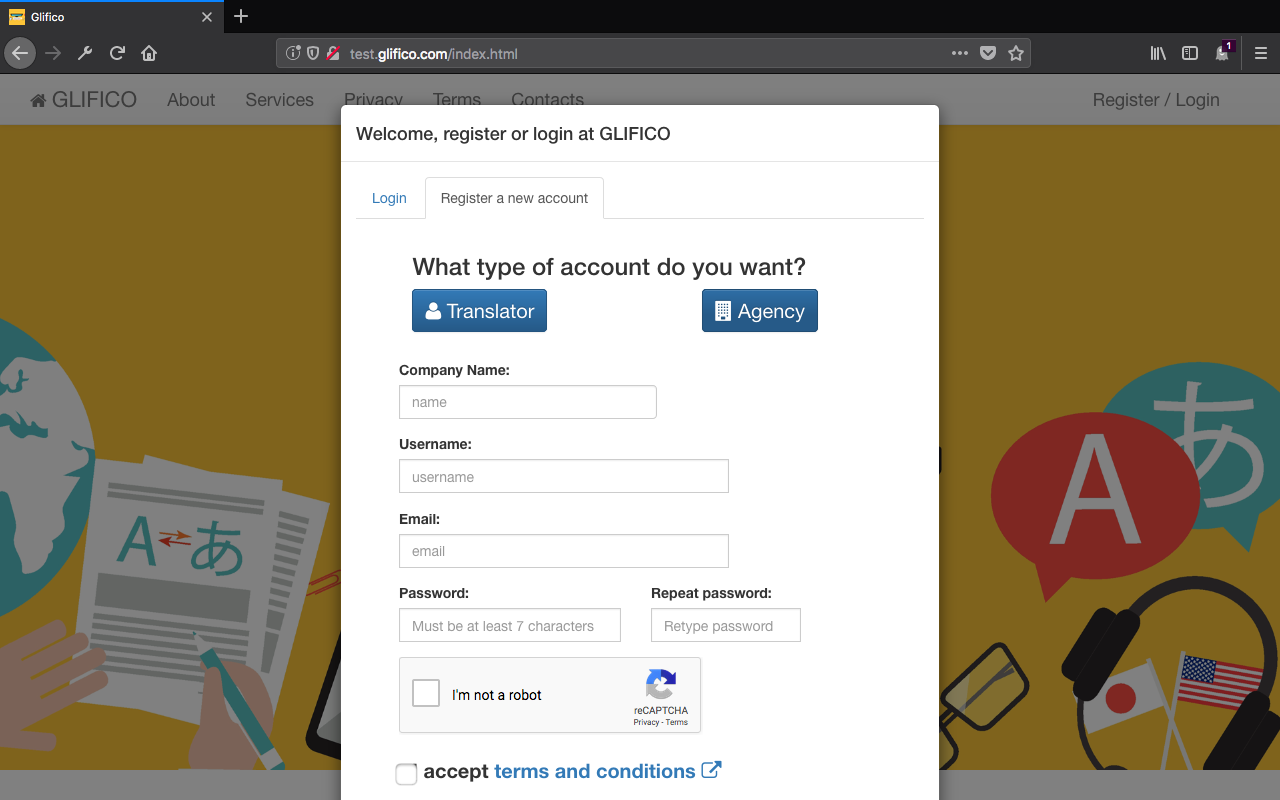 Glifico
test.glifico.com/index.html
1
GLIFICO About Services Privacy Terms Contacts Register / Login
Welcome, register or login at GLIFICO
Login Register a new account
What type of account do you want?
Translator Agency
Company Name:
name
Username:
username
Email:
email
Password: Repeat password:
Must be at least 7 characters Retype password
I'm not a robot
reCAPTCHA
Privacy - Terms
accept terms and conditions
A あ
A あ